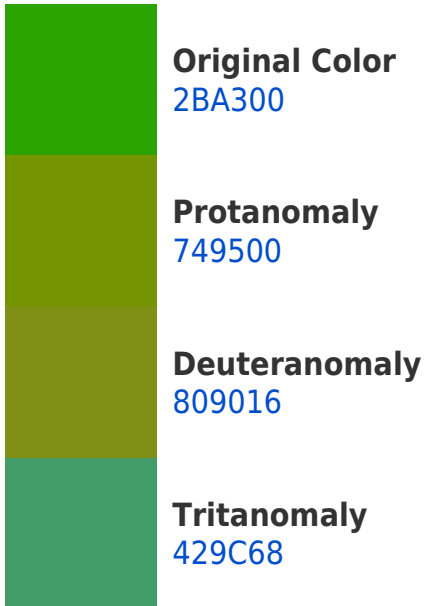 Original Color
2BA300
Protanomaly
749500
Deuteranomaly
809016
Tritanomaly
429C68